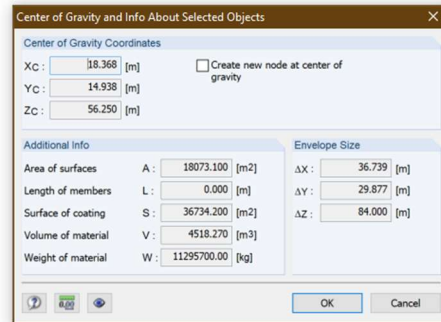 Center of Gravity and Info About Selected Objects
Center of Gravity Coordinates
XC : 18.368 [m]
Create new node at center of
gravity
YC : 14.938 [m]
ZC : 56.250 [m]
Additional Info
Area of surfaces A : 18073.100 [m2]
Length of members L : 0.000 [m]
Surface of coating S : 36734.200 [m2]
Volume of material V : 4518.270 [m3]
Weight of material W : 11295700.00 [kg]
Envelope Size
ΔX : 36.739 [m]
ΔY : 29.877 [m]
ΔZ : 84.000 [m]
0.00
OK Cancel